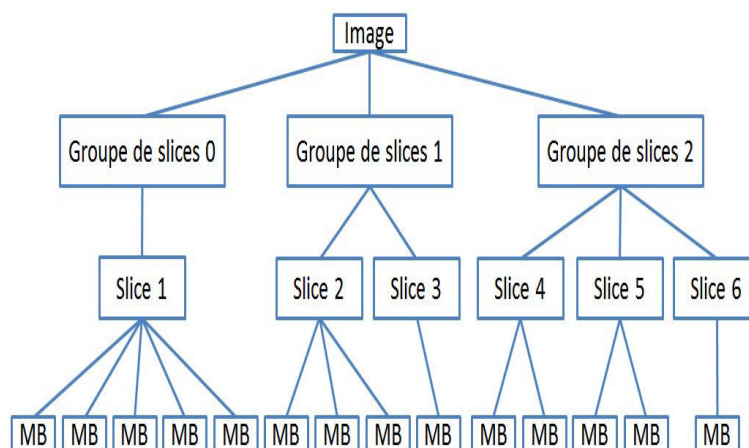 Image
Groupe de slices 0 Groupe de slices 1 Groupe de slices 2
Slice 1 Slice 2 Slice 3 Slice 4 Slice 5 Slice 6
MB MB MB MB MB MB MB MB MB MB MB MB MB MB